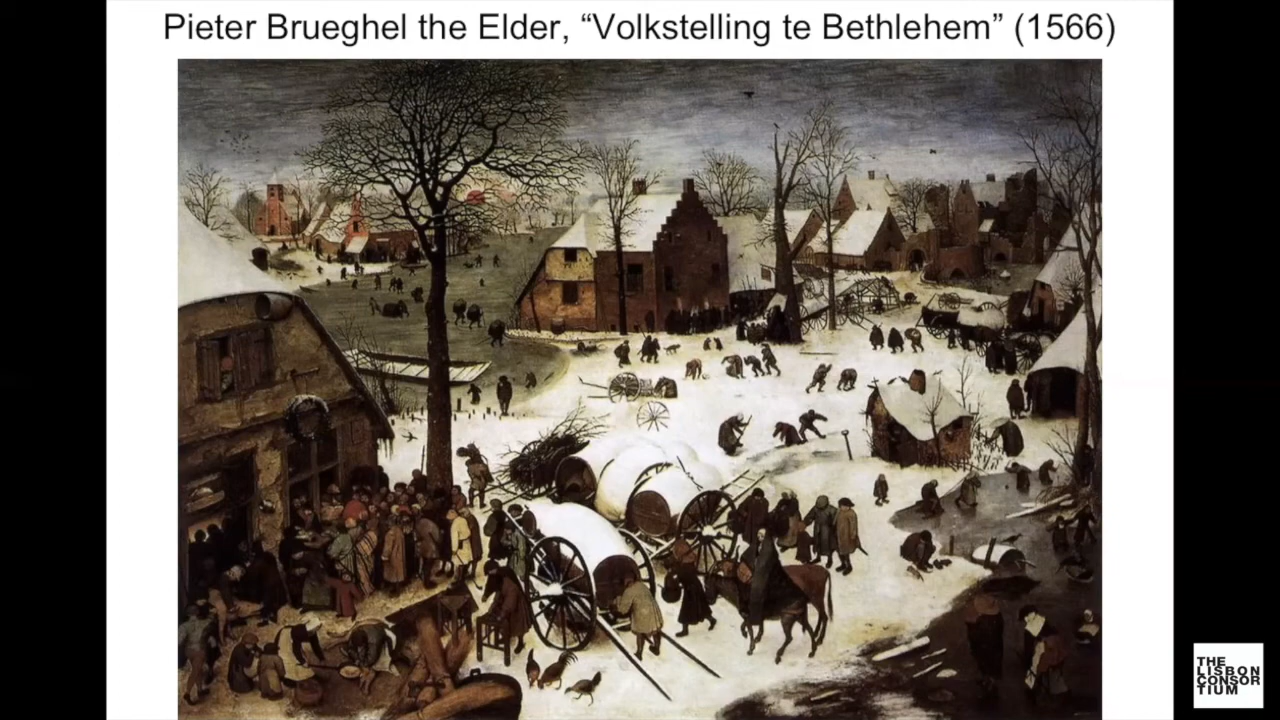 Pieter Brueghel the Elder, “Volkstelling te Bethlehem” (1566)
THE
LISBON
CONSOR
TIUM